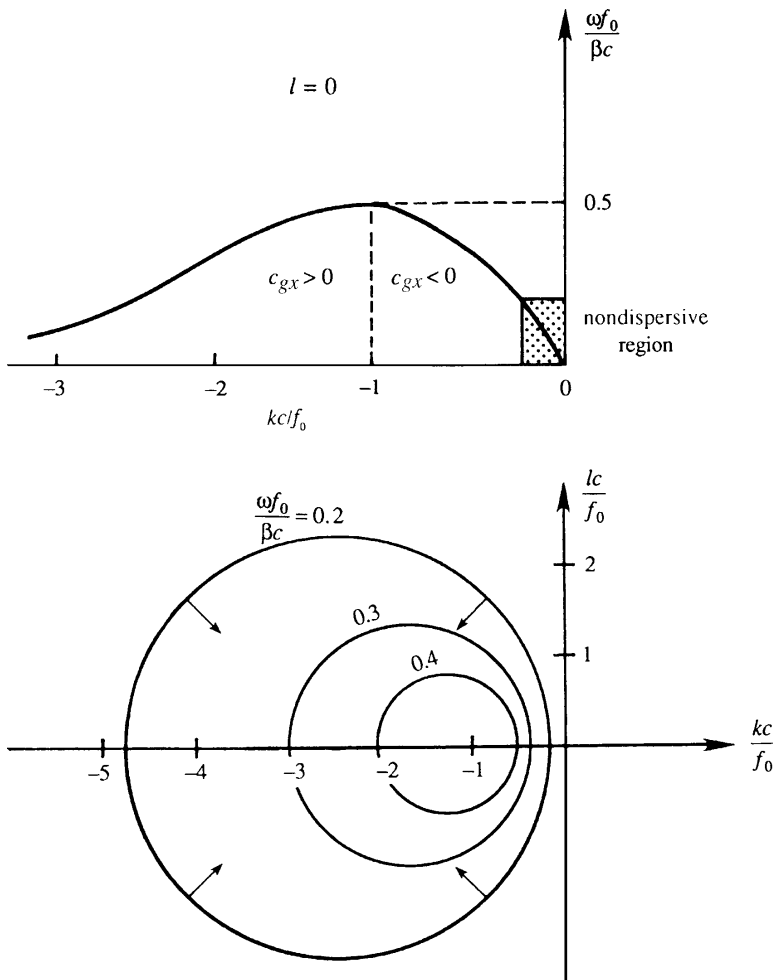 ωf₀
βc
l = 0
0.5
c_gx > 0
c_gx < 0
nondispersive
region
–3
–2
–1
0
kc/f₀
ωf₀
βc
= 0.2
lc
f₀
2
0.3
1
0.4
kc
f₀
–5
–4
–3
–2
–1